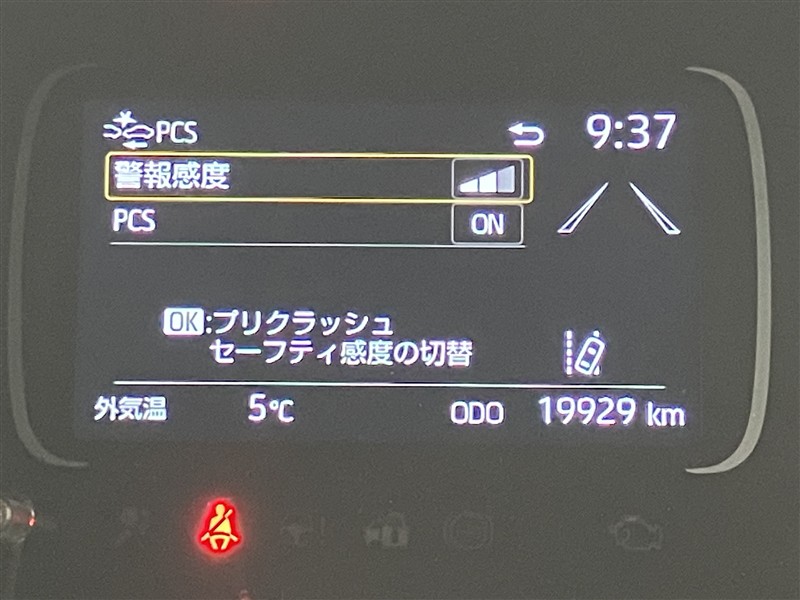 PCS 9:37
警報感度
PCS ON
OK:プリクラッシュ
セーフティ感度の切替
外気温 5℃ ODO 19929 km